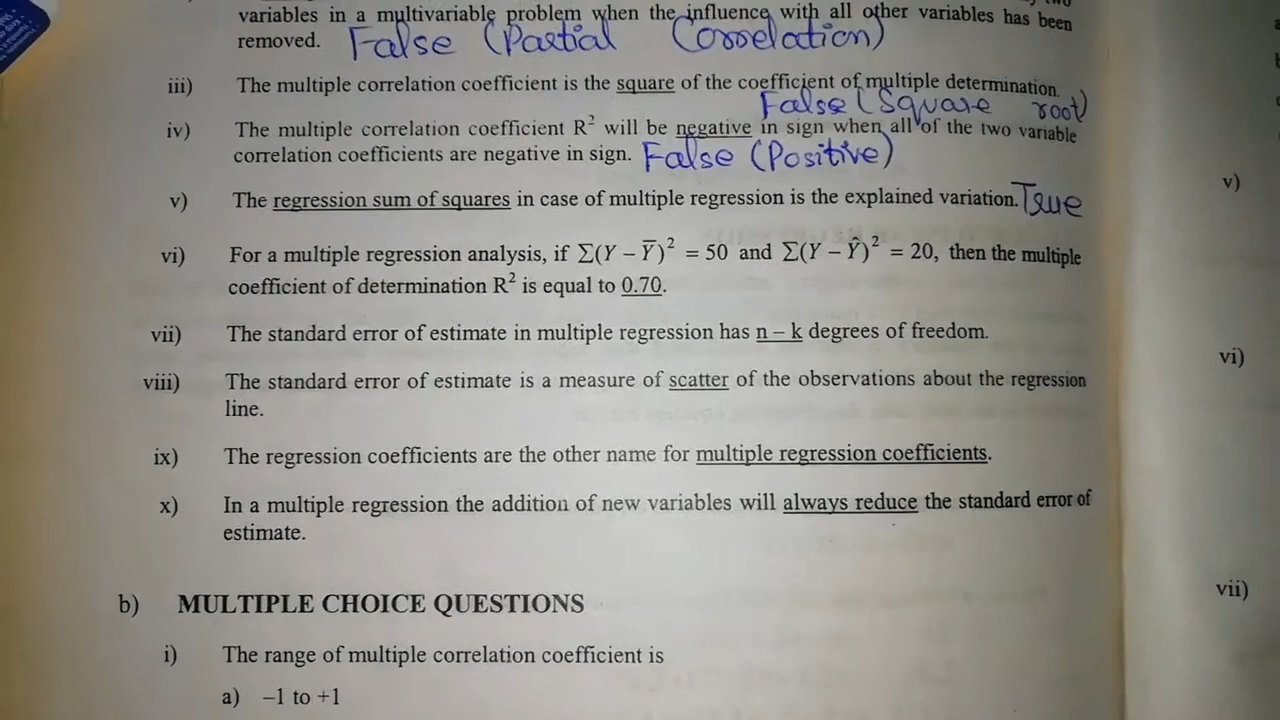 variables in a multivariable problem when the influence with all other variables has been
removed. False (Partial Correlation)
iii) The multiple correlation coefficient is the square of the coefficient of multiple determination.
False (Square root)
iv) The multiple correlation coefficient R² will be negative in sign when all of the two variable
correlation coefficients are negative in sign. False (Positive)
v) The regression sum of squares in case of multiple regression is the explained variation. True
vi) For a multiple regression analysis, if Σ(Y – Ȳ)² = 50 and Σ(Y – Ŷ)² = 20, then the multiple
coefficient of determination R² is equal to 0.70.
vii) The standard error of estimate in multiple regression has n – k degrees of freedom.
viii) The standard error of estimate is a measure of scatter of the observations about the regression
line.
ix) The regression coefficients are the other name for multiple regression coefficients.
x) In a multiple regression the addition of new variables will always reduce the standard error of
estimate.
b) MULTIPLE CHOICE QUESTIONS
i) The range of multiple correlation coefficient is
a) –1 to +1
v)
vi)
vii)